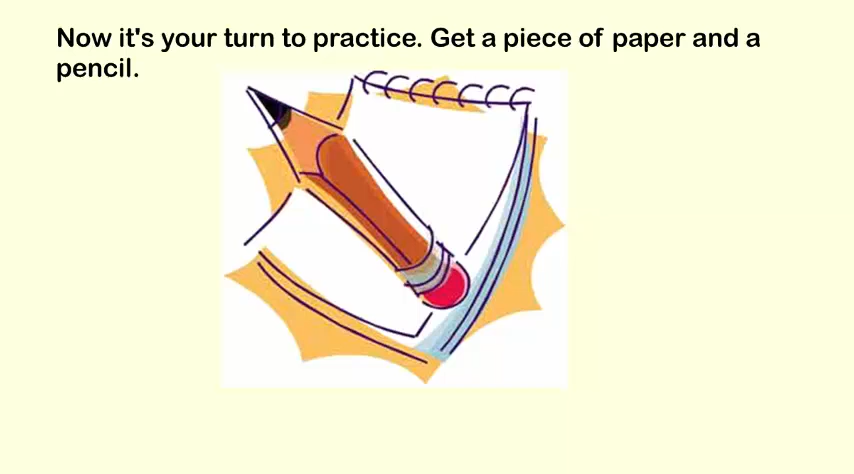 Now it's your turn to practice. Get a piece of paper and a
pencil.